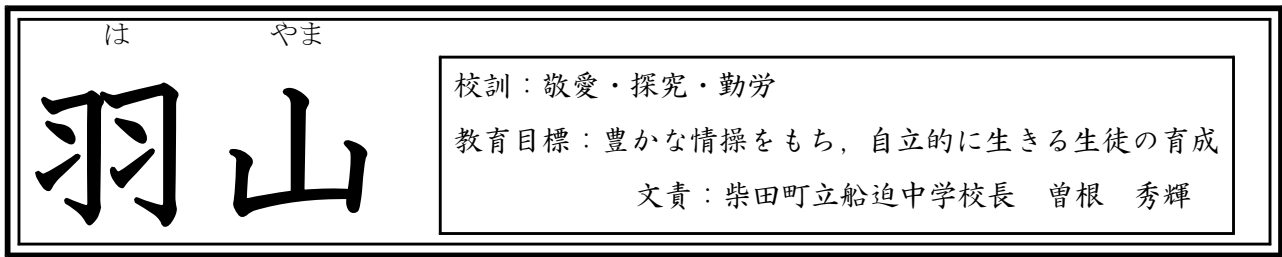 は やま
羽山
校訓：敬愛・探究・勤労
教育目標：豊かな情操をもち，自立的に生きる生徒の育成
文責：柴田町立船迫中学校長　曽根　秀輝